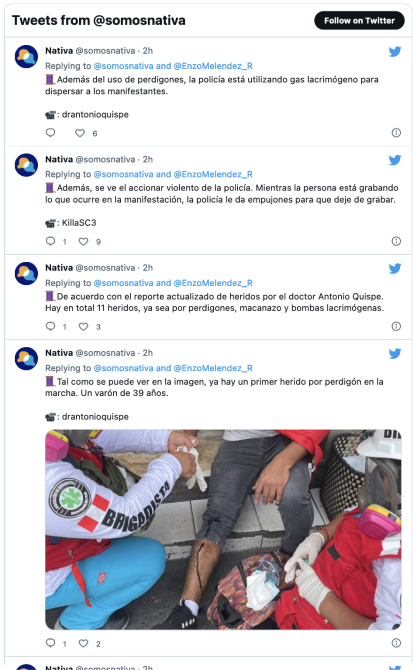 Tweets from @somosnativa
Follow on Twitter
Nativa @somosnativa · 2h
Replying to @somosnativa and @EnzoMelendez_R
🧵Además del uso de perdigones, la policía está utilizando gas lacrimógeno para
dispersar a los manifestantes.
📹: drantonioquispe
6
Nativa @somosnativa · 2h
Replying to @somosnativa and @EnzoMelendez_R
🧵Además, se ve el accionar violento de la policía. Mientras la persona está grabando
lo que ocurre en la manifestación, la policía le da empujones para que deje de grabar.
📹: KillaSC3
1 9
Nativa @somosnativa · 2h
Replying to @somosnativa and @EnzoMelendez_R
🧵De acuerdo con el reporte actualizado de heridos por el doctor Antonio Quispe.
Hay en total 11 heridos, ya sea por perdigones, macanazo y bombas lacrimógenas.
1 3
Nativa @somosnativa · 2h
Replying to @somosnativa and @EnzoMelendez_R
🧵Tal como se puede ver en la imagen, ya hay un primer herido por perdigón en la
marcha. Un varón de 39 años.
📹: drantonioquispe
BRIGADISTA
1 2
Nativa @somosnativa · 2h